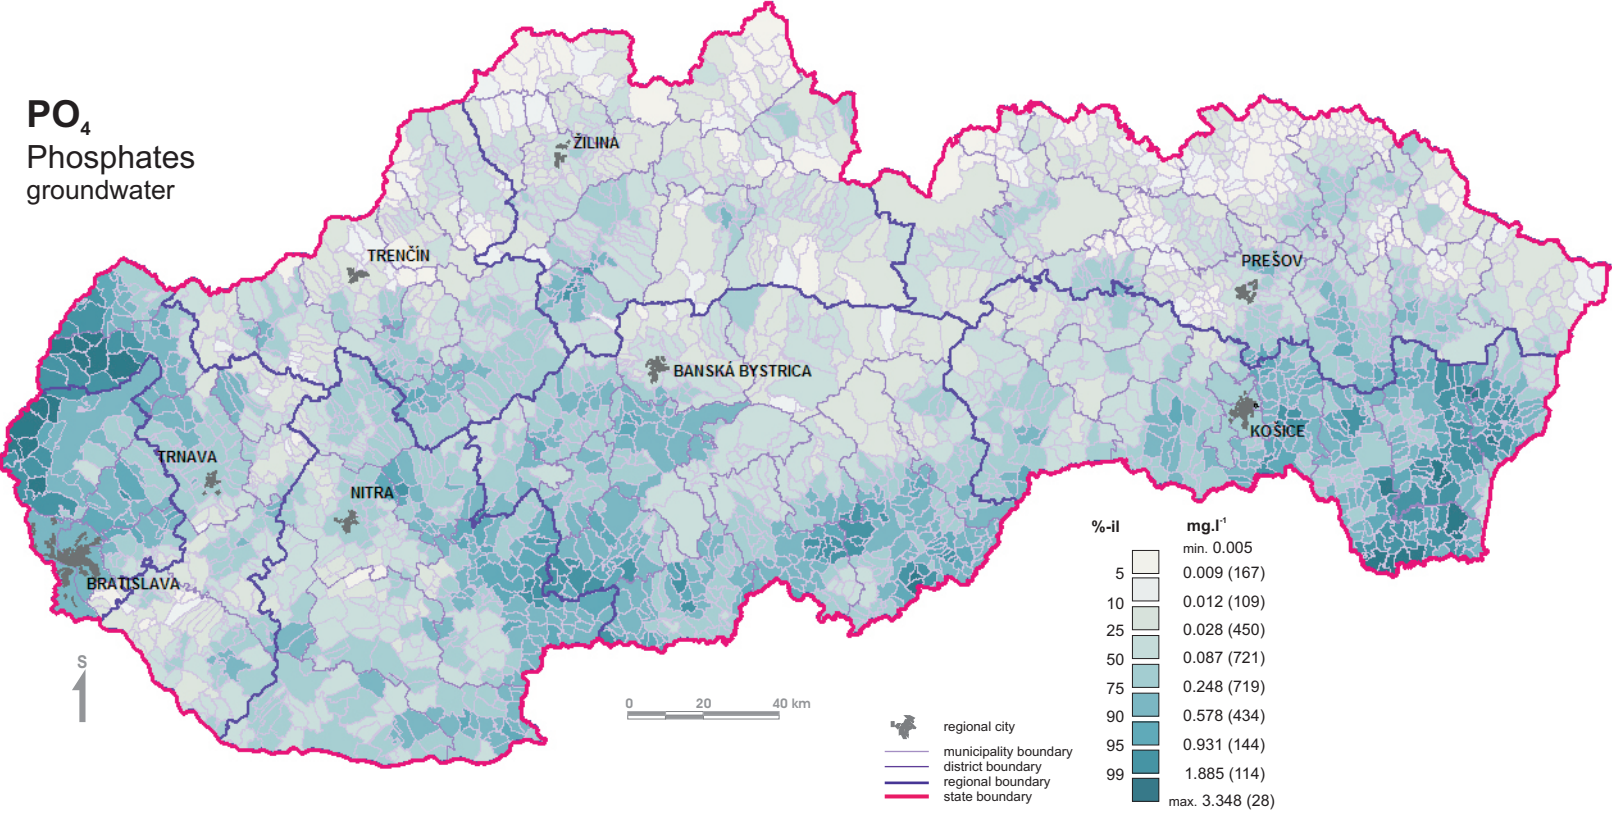 PO₄
Phosphates
groundwater
ŽILINA
TRENČÍN
PREŠOV
BANSKÁ BYSTRICA
KOŠICE
TRNAVA
NITRA
BRATISLAVA
S
0 20 40 km
regional city
municipality boundary
district boundary
regional boundary
state boundary
%-il mg.l⁻¹
min. 0.005
5 0.009 (167)
10 0.012 (109)
25 0.028 (450)
50 0.087 (721)
75 0.248 (719)
90 0.578 (434)
95 0.931 (144)
99 1.885 (114)
max. 3.348 (28)